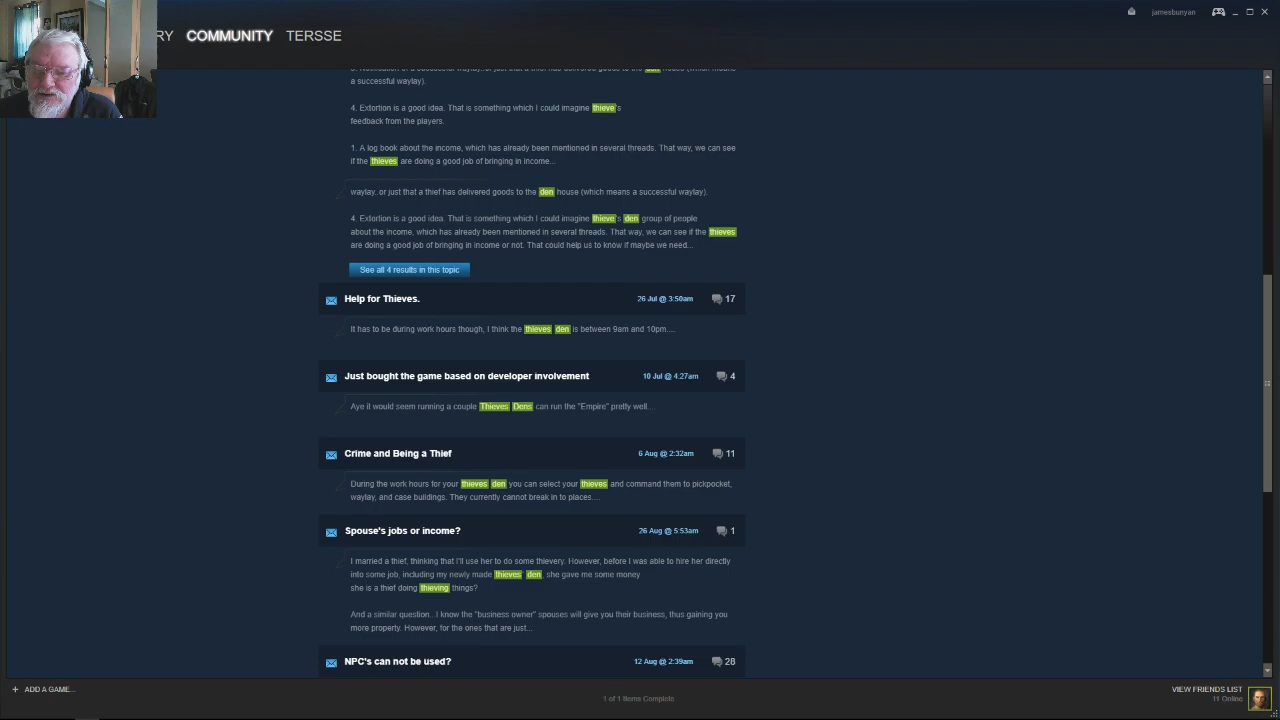 jamesbunyan
RY COMMUNITY TERSSE
den house (which means
a successful waylay).
4. Extortion is a good idea. That is something which I could imagine thieve's
feedback from the players.
1. A log book about the income, which has already been mentioned in several threads. That way, we can see
if the thieves are doing a good job of bringing in income...
waylay..or just that a thief has delivered goods to the den house (which means a successful waylay).
4. Extortion is a good idea. That is something which I could imagine thieve's den group of people
about the income, which has already been mentioned in several threads. That way, we can see if the thieves
are doing a good job of bringing in income or not. That could help us to know if maybe we need...
See all 4 results in this topic
Help for Thieves. 26 Jul @ 3:50am 17
It has to be during work hours though, I think the thieves den is between 9am and 10pm....
Just bought the game based on developer involvement 10 Jul @ 4:27am 4
Aye it would seem running a couple Thieves Dens can run the "Empire" pretty well....
Crime and Being a Thief 6 Aug @ 2:32am 11
During the work hours for your thieves den you can select your thieves and command them to pickpocket,
waylay, and case buildings. They currently cannot break in to places....
Spouse's jobs or income? 26 Aug @ 5:53am 1
I married a thief, thinking that I'll use her to do some thievery. However, before I was able to hire her directly
into some job, including my newly made thieves den, she gave me some money
she is a thief doing thieving things?
And a similar question.. I know the "business owner" spouses will give you their business, thus gaining you
more property. However, for the ones that are just...
NPC's can not be used? 12 Aug @ 2:39am 28
+ ADD A GAME...
1 of 1 Items Complete
VIEW FRIENDS LIST
11 Online